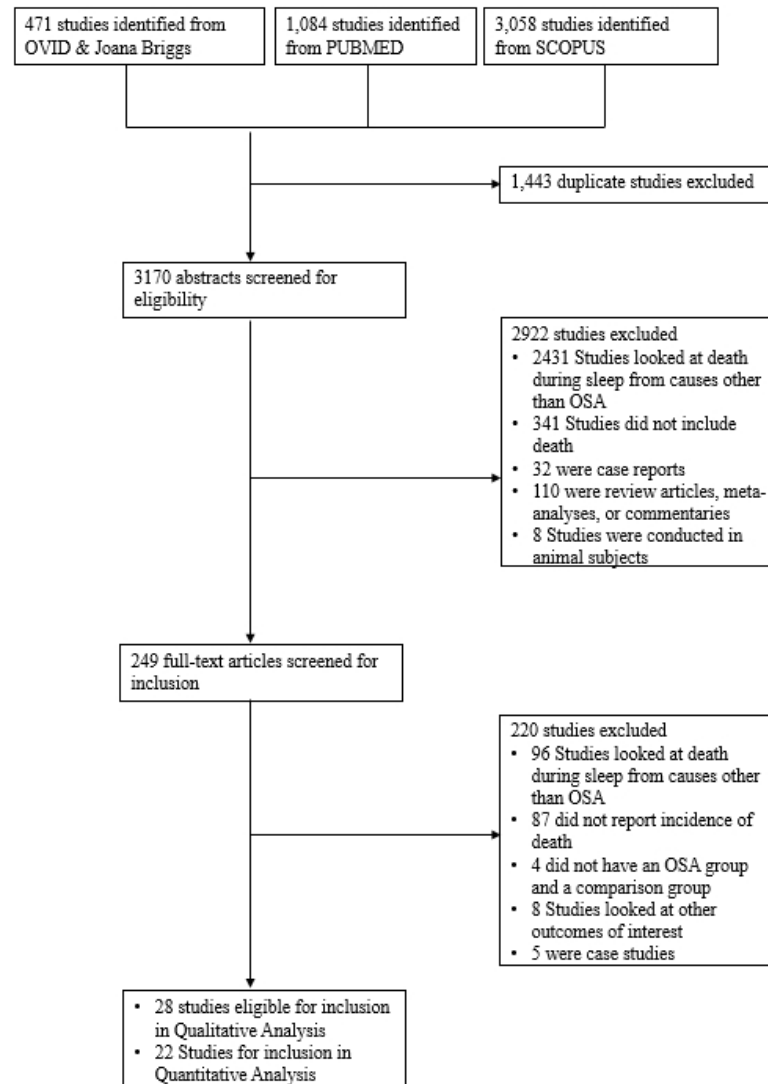 471 studies identified from
OVID & Joana Briggs
1,084 studies identified
from PUBMED
3,058 studies identified
from SCOPUS
1,443 duplicate studies excluded
3170 abstracts screened for
eligibility
2922 studies excluded
• 2431 Studies looked at death
during sleep from causes other
than OSA
• 341 Studies did not include
death
• 32 were case reports
• 110 were review articles, meta-
analyses, or commentaries
• 8 Studies were conducted in
animal subjects
249 full-text articles screened for
inclusion
220 studies excluded
• 96 Studies looked at death
during sleep from causes other
than OSA
• 87 did not report incidence of
death
• 4 did not have an OSA group
and a comparison group
• 8 Studies looked at other
outcomes of interest
• 5 were case studies
• 28 studies eligible for inclusion
in Qualitative Analysis
• 22 Studies for inclusion in
Quantitative Analysis